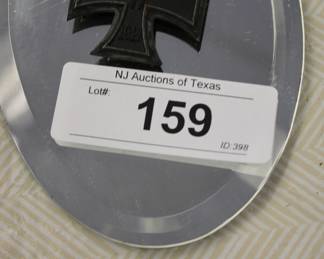 NJ Auctions of Texas
Lot#:
159
ID:398